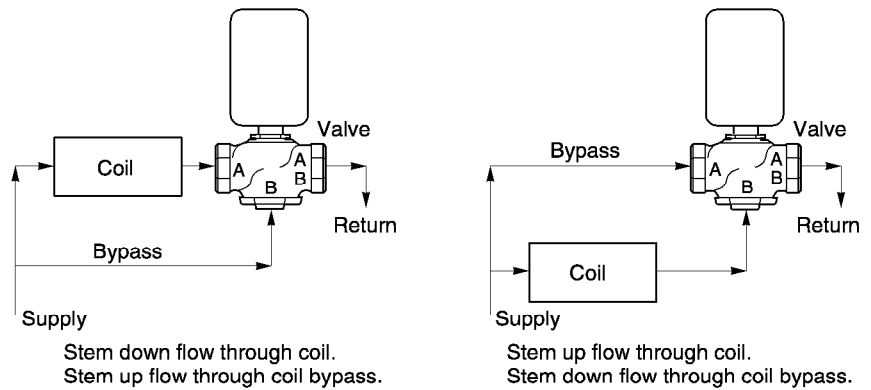 Valve
Coil
A
A
B
B
Return
Bypass
Supply
Stem down flow through coil.
Stem up flow through coil bypass.
Valve
Bypass
A
A
B
B
Return
Coil
Supply
Stem up flow through coil.
Stem down flow through coil bypass.